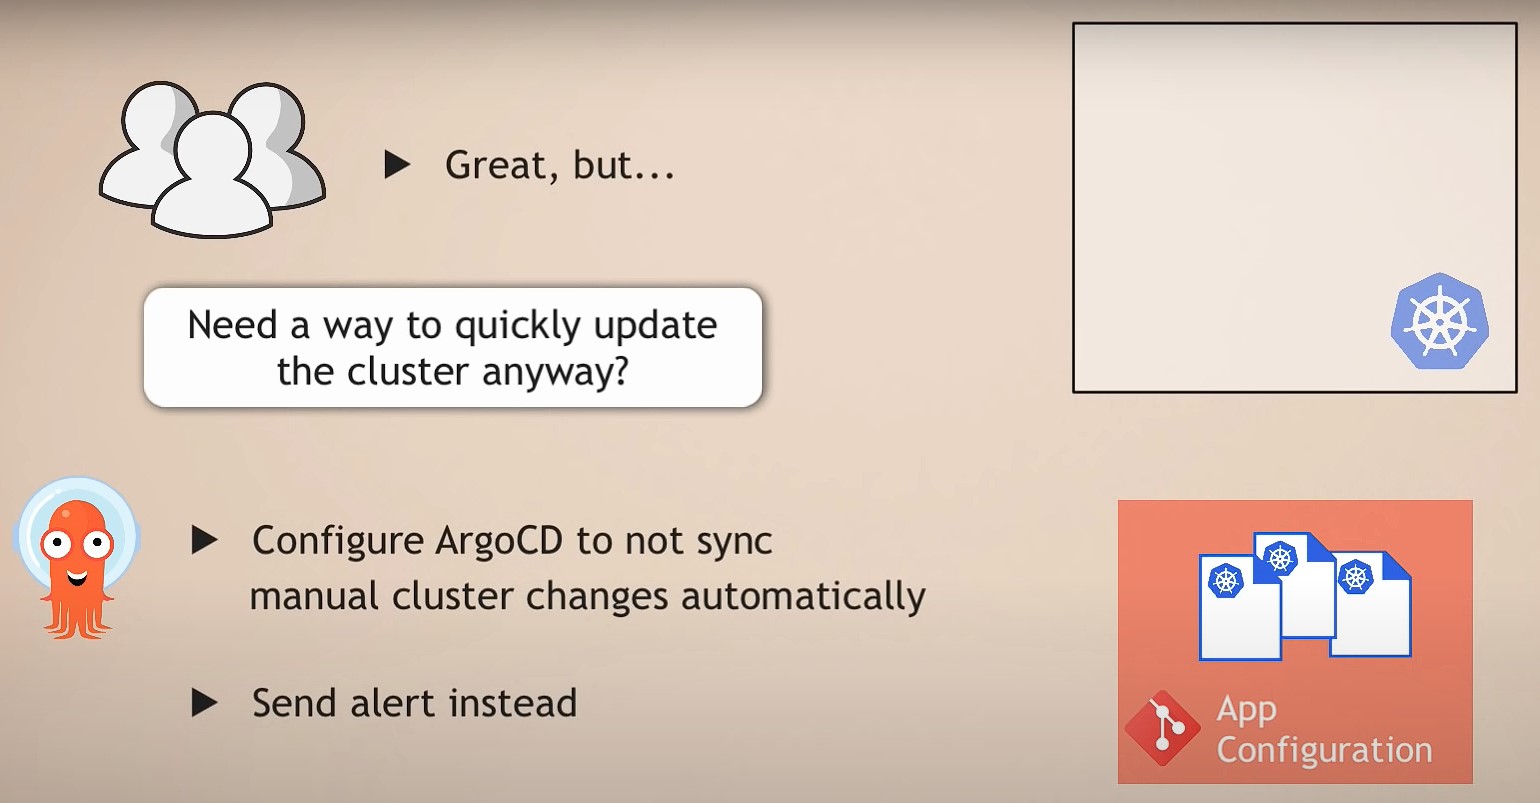 Great, but...
Need a way to quickly update
the cluster anyway?
Configure ArgoCD to not sync
manual cluster changes automatically
Send alert instead
App
Configuration